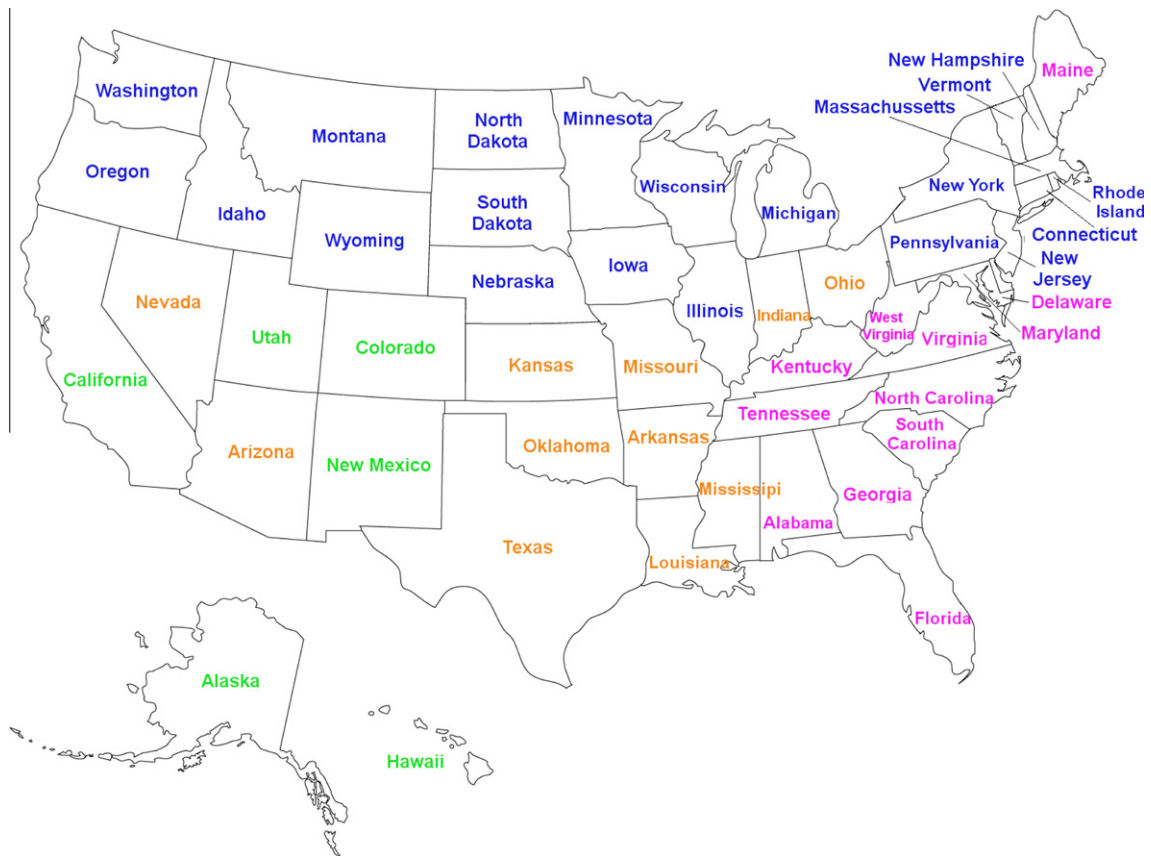 New Hampshire
Maine
Vermont
Washington
Massachussetts
North
Dakota
Minnesota
Montana
Oregon
Wisconsin
New York
Rhode
Island
Idaho
South
Dakota
Michigan
Wyoming
Connecticut
Pennsylvania
New
Jersey
Iowa
Nebraska
Ohio
Nevada
Delaware
Illinois
Indiana
West
Virginia
Maryland
Utah
Colorado
Virginia
Kansas
Missouri
Kentucky
California
North Carolina
Tennessee
South
Carolina
Arizona
Oklahoma
Arkansas
New Mexico
Mississipi
Georgia
Alabama
Texas
Louisiana
Florida
Alaska
Hawaii